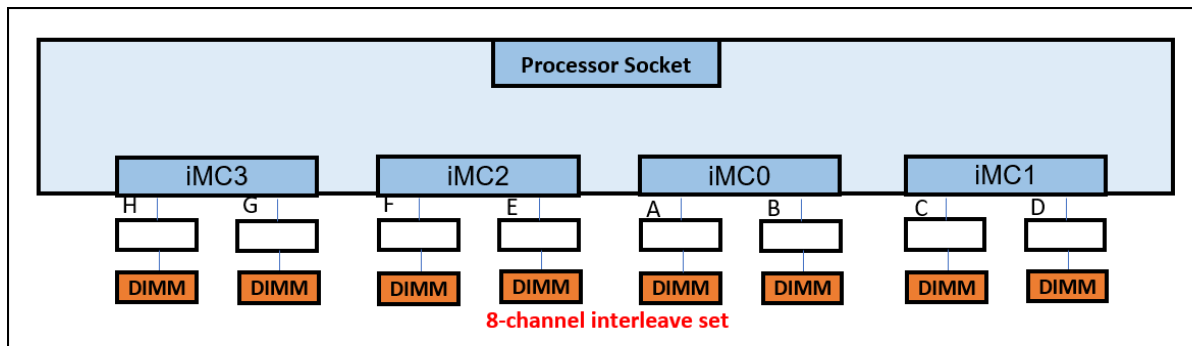 Processor Socket
iMC3 iMC2 iMC0 iMC1
H G F E A B C D
DIMM DIMM DIMM DIMM DIMM DIMM DIMM DIMM
8-channel interleave set